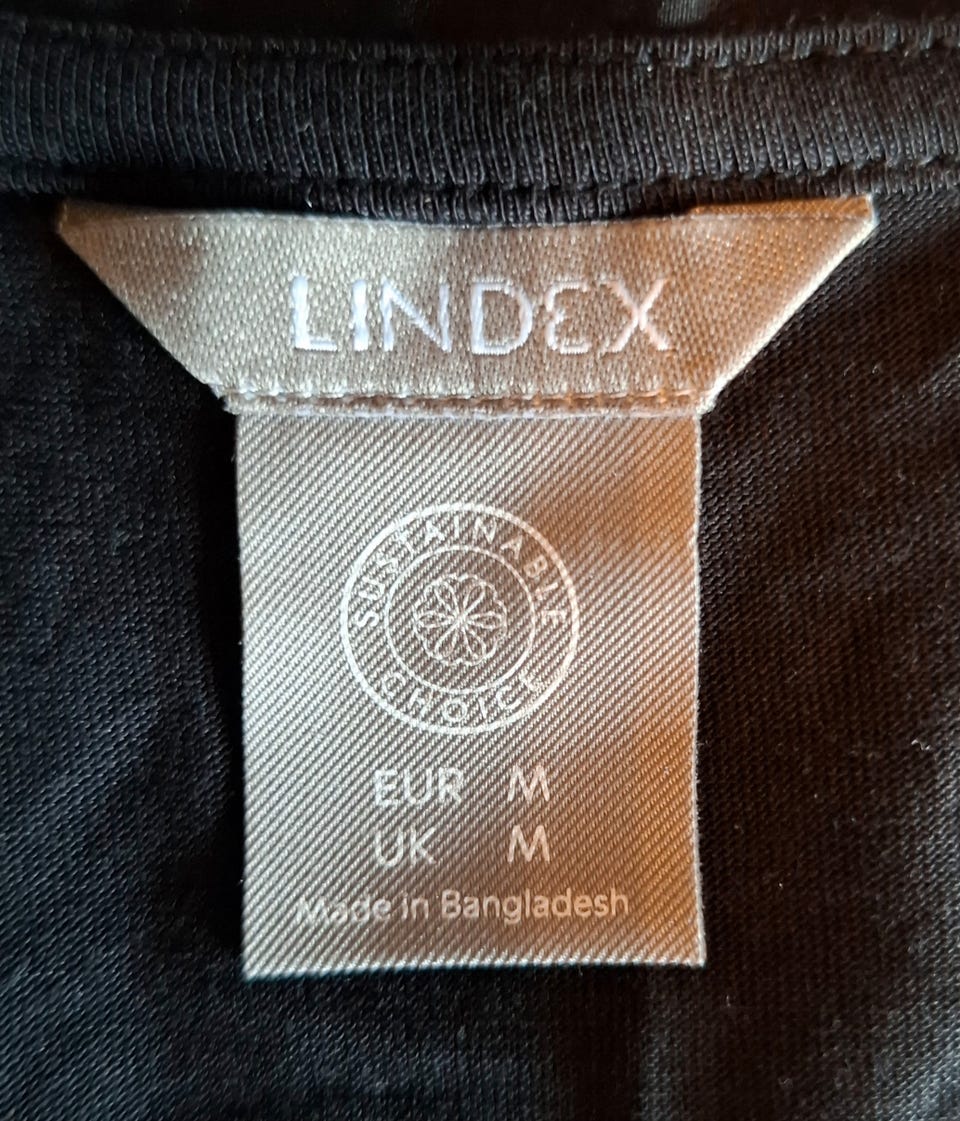 LINDEX
SUSTAINABLE
CHOICE
EUR M
UK M
Made in Bangladesh